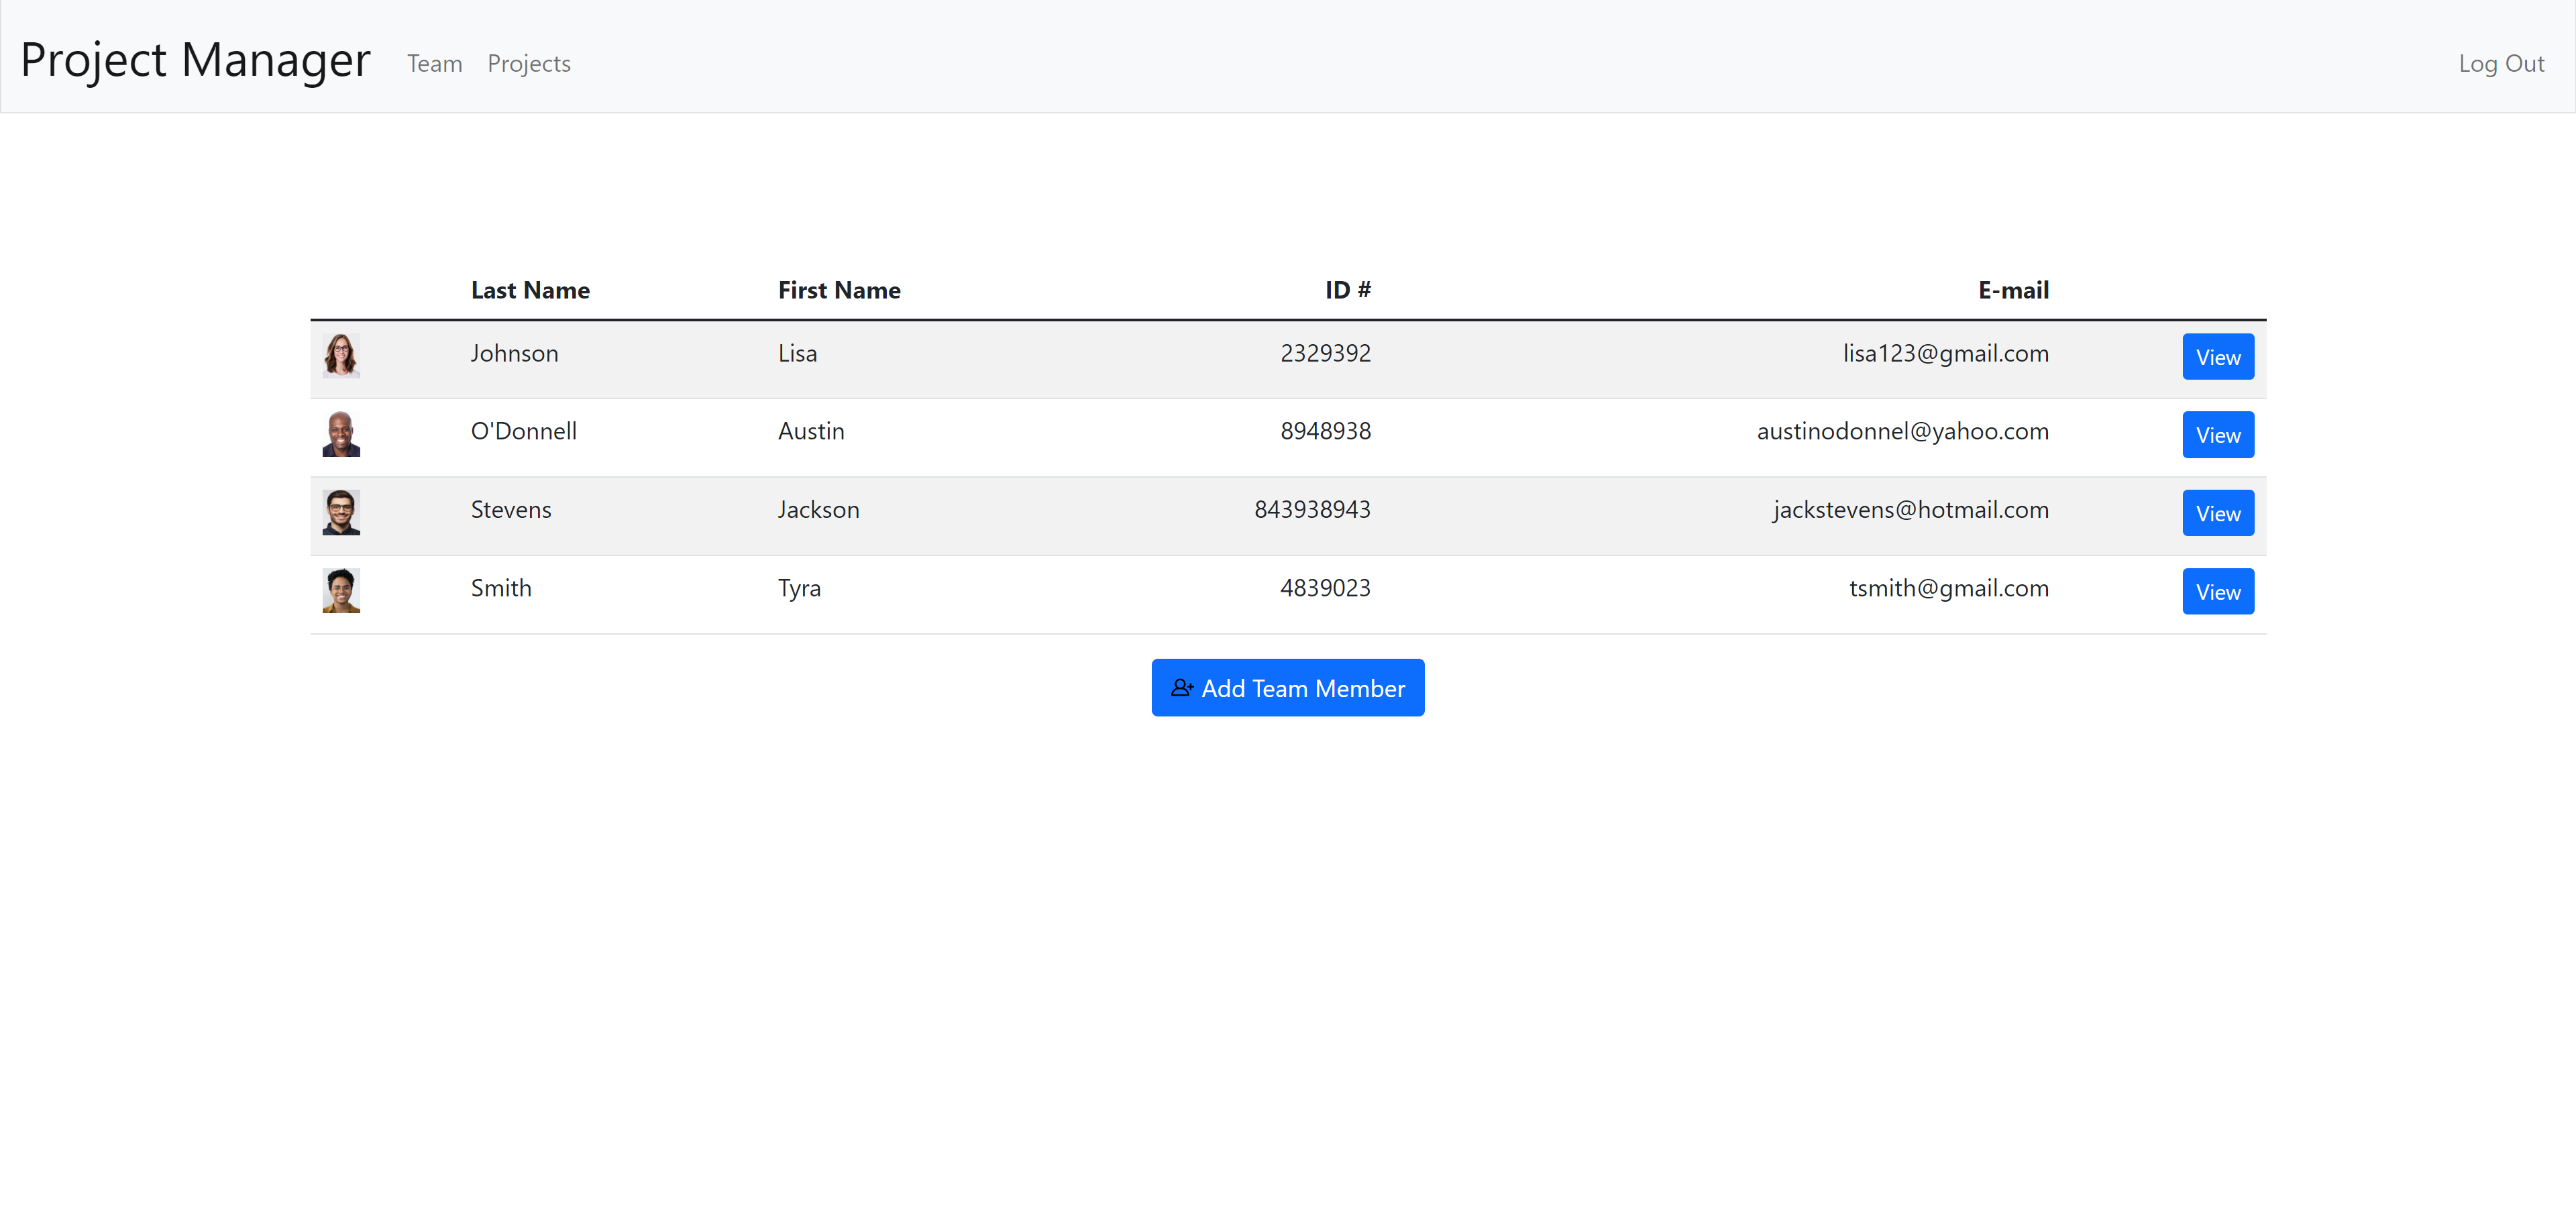 Project Manager Team Projects Log Out
Last Name First Name ID # E-mail
Johnson Lisa 2329392 lisa123@gmail.com View
O'Donnell Austin 8948938 austinodonnel@yahoo.com View
Stevens Jackson 843938943 jackstevens@hotmail.com View
Smith Tyra 4839023 tsmith@gmail.com View
Add Team Member